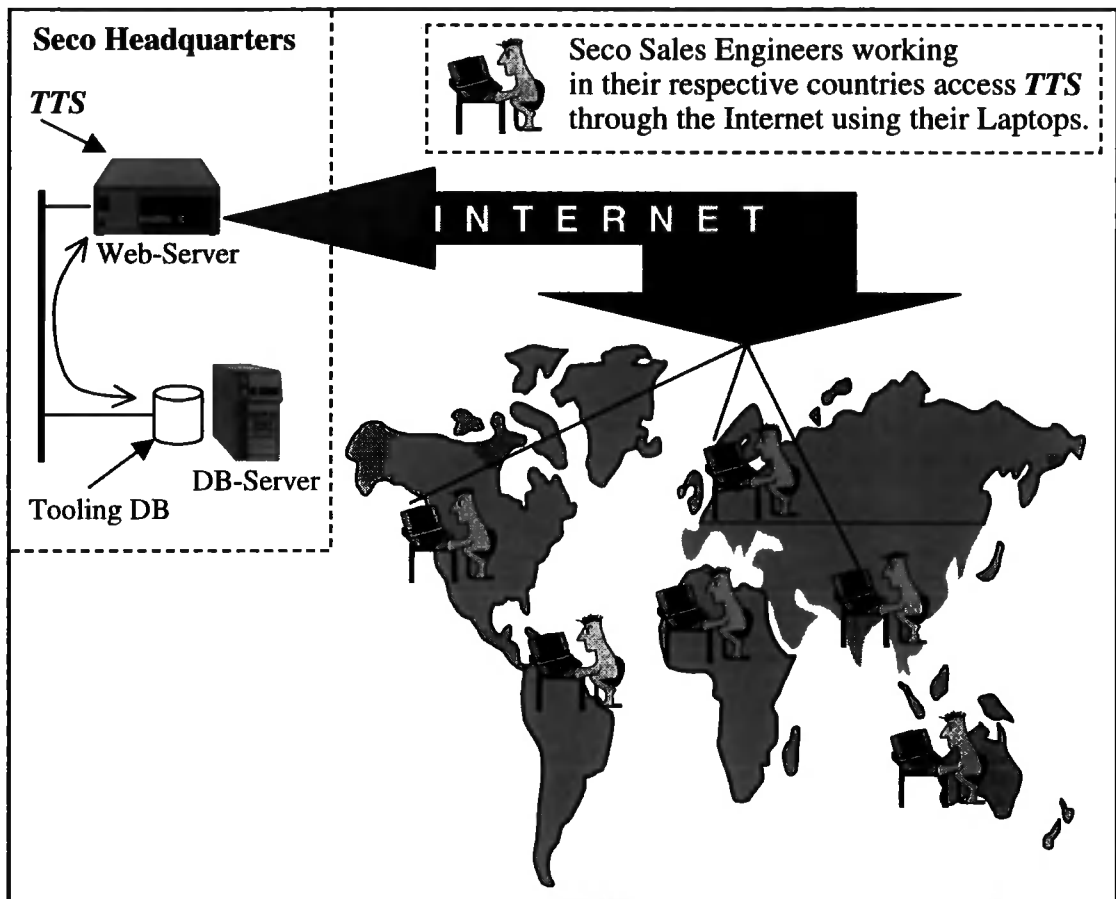 Seco Headquarters
TTS
Web-Server
DB-Server
Tooling DB
Seco Sales Engineers working
in their respective countries access TTS
through the Internet using their Laptops.
INTERNET